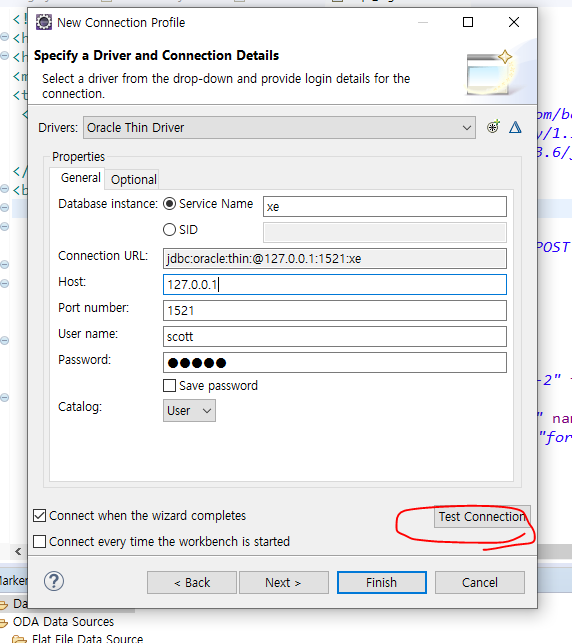 <!
<h
<h
<m
<t
</
<b
om/b
y/1.
3.6/j
POST
-2"
" nar
"for
New Connection Profile
Specify a Driver and Connection Details
Select a driver from the drop-down and provide login details for the
connection.
Drivers: Oracle Thin Driver
Properties
General Optional
Database instance: Service Name xe
SID
Connection URL: jdbc:oracle:thin:@127.0.0.1:1521:xe
Host: 127.0.0.1
Port number: 1521
User name: scott
Password: ●●●●●
Save password
Catalog: User
Connect when the wizard completes Test Connection
Connect every time the workbench is started
? < Back Next > Finish Cancel
Marker
Da
ODA Data Sources
Flat File Data Source